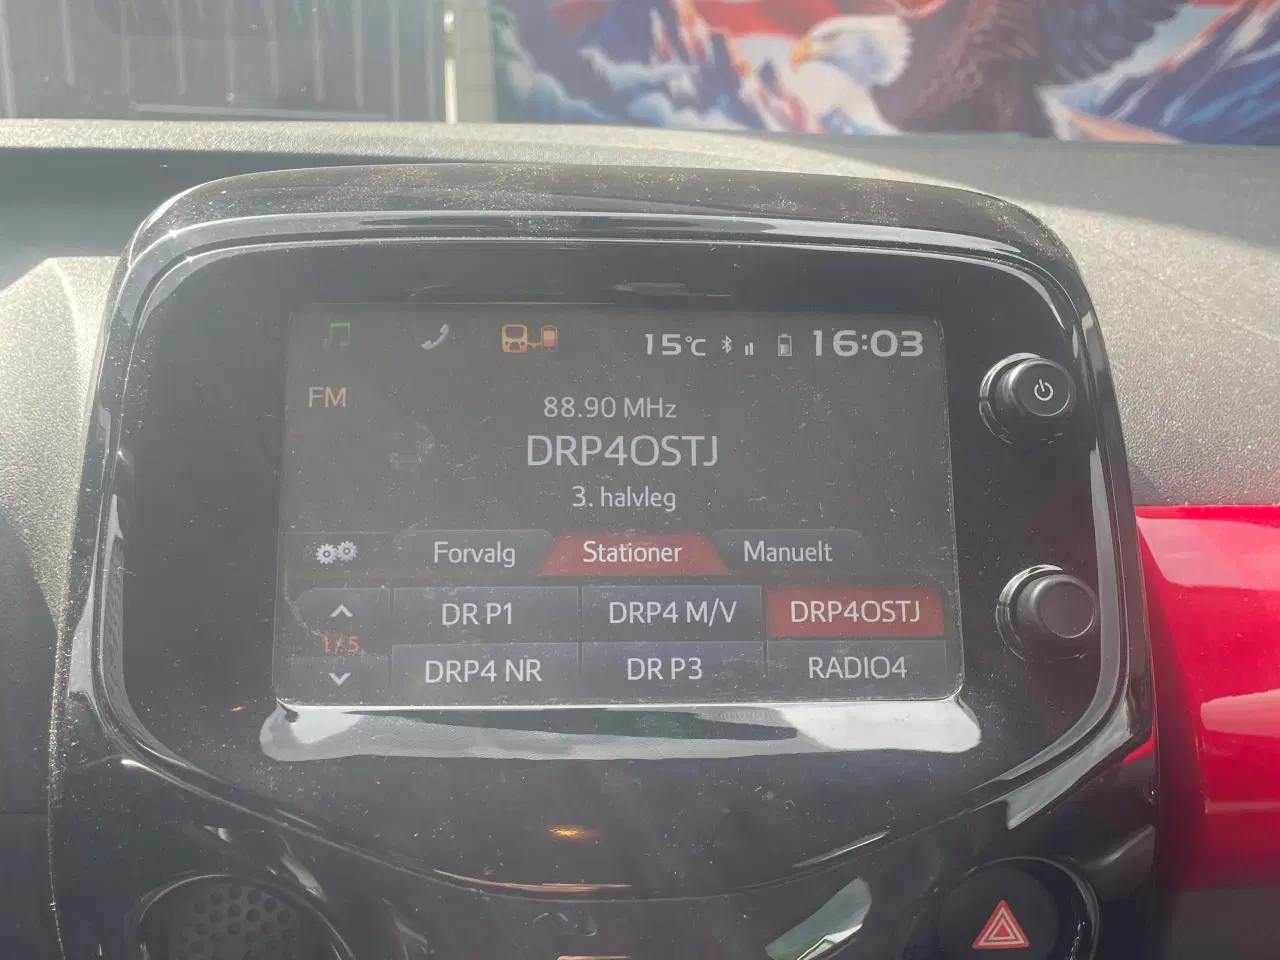 15°C 16:03
FM
88.90 MHz
DRP4OSTJ
3. halvleg
Forvalg Stationer Manuelt
DR P1 DRP4 M/V DRP4OSTJ
1/5
DRP4 NR DR P3 RADIO4